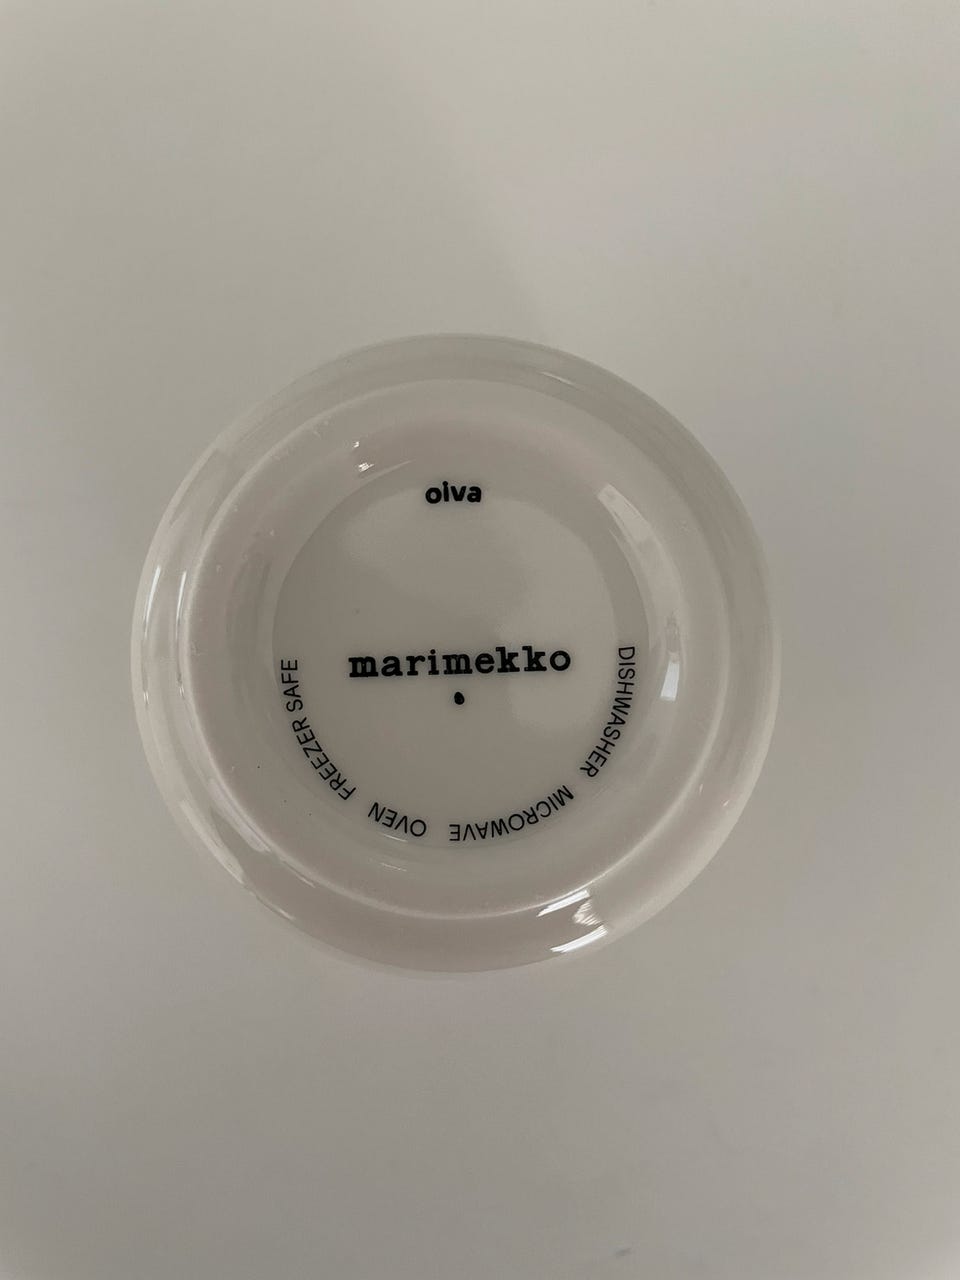 oiva
marimekko
DISHWASHER MICROWAVE OVEN FREEZER SAFE